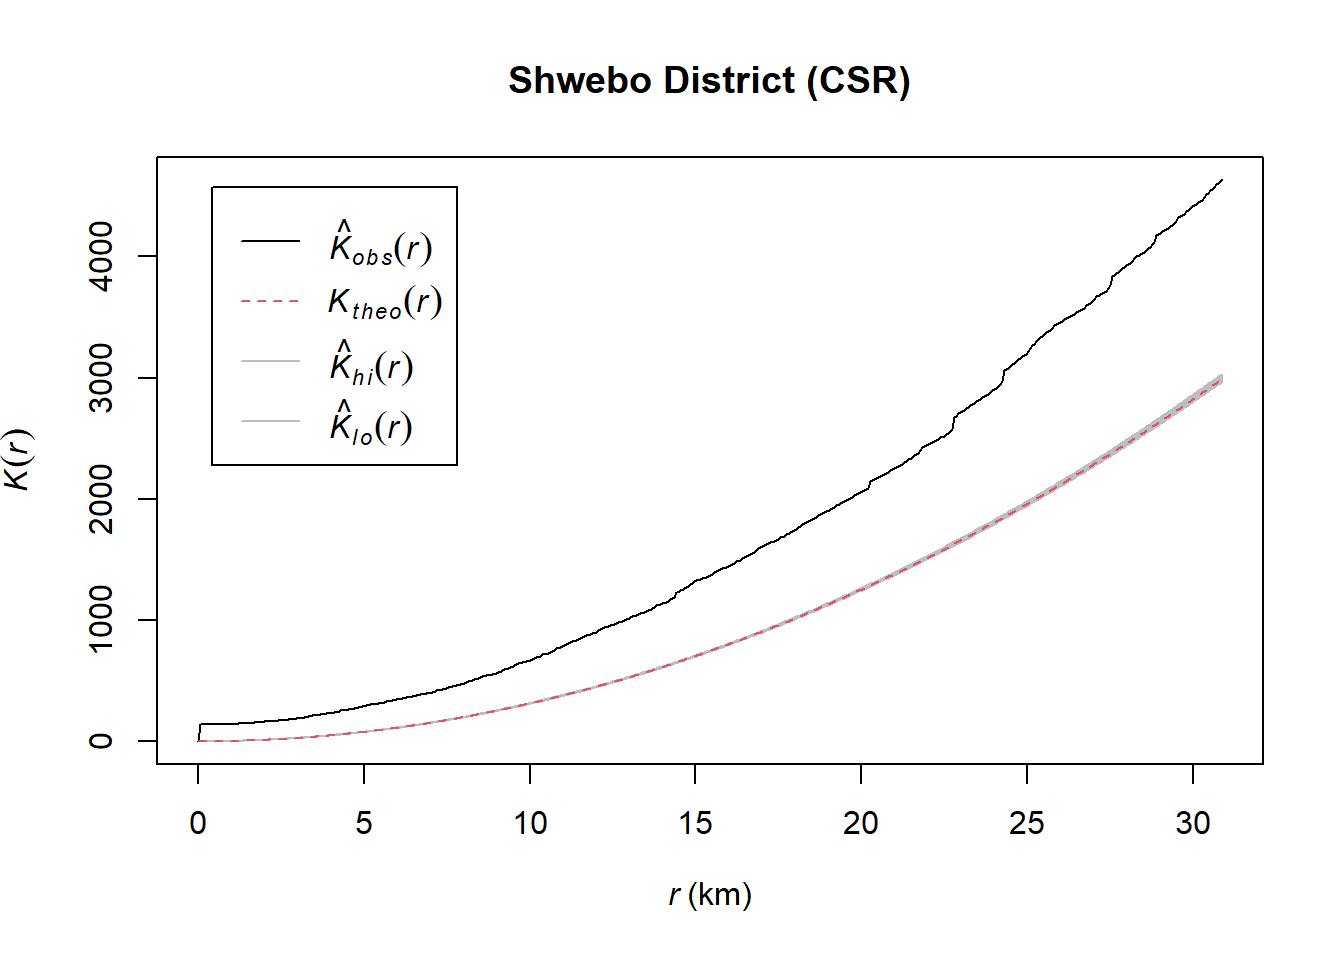 Shwebo District (CSR)
K̂obs(r)
Ktheo(r)
K̂hi(r)
K̂lo(r)
K(r)
4000
3000
2000
1000
0
0 5 10 15 20 25 30
r (km)